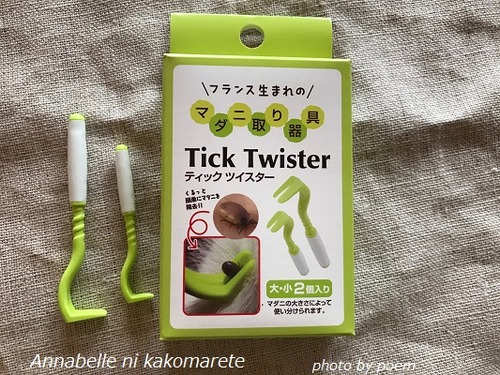 フランス生まれの
マダニ取り器具
Tick Twister
ティック ツイスター
くるっと
簡単にマダニを
除去!!
大・小2個入り
・マダニの大きさによって
使い分けられます。
Annabelle ni kakomarete
photo by poem